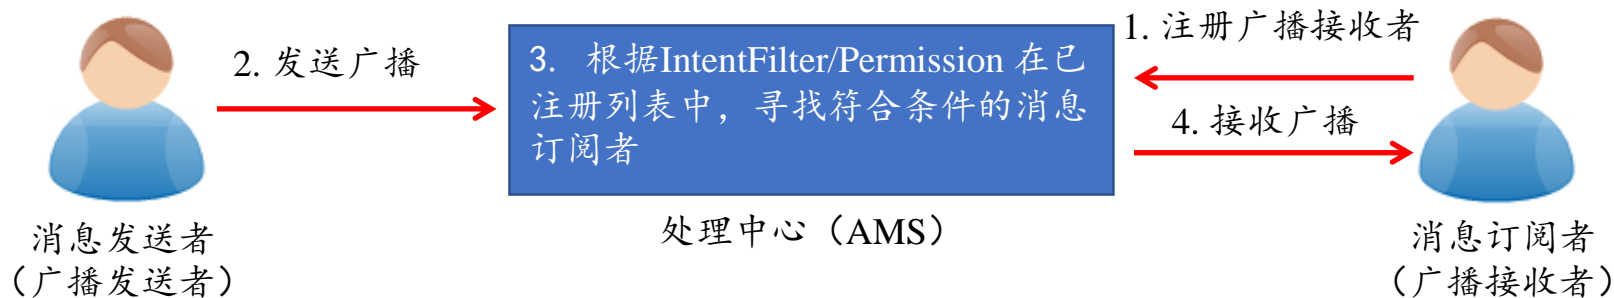 1. 注册广播接收者
2. 发送广播
3. 根据IntentFilter/Permission 在已
注册列表中，寻找符合条件的消息
订阅者
4. 接收广播
处理中心（AMS）
消息发送者
（广播发送者）
消息订阅者
（广播接收者）